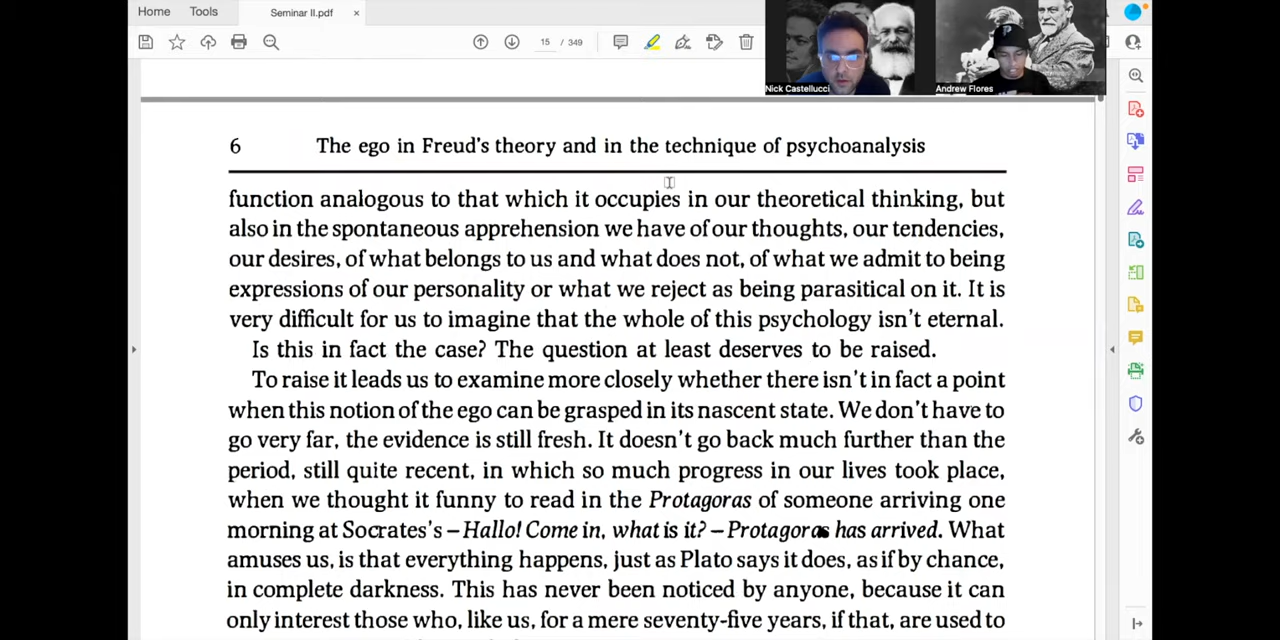 Home Tools Seminar II.pdf ×
15 / 349
Nick Castellucci
Andrew Flores
P
6 The ego in Freud's theory and in the technique of psychoanalysis
function analogous to that which it occupies in our theoretical thinking, but
also in the spontaneous apprehension we have of our thoughts, our tendencies,
our desires, of what belongs to us and what does not, of what we admit to being
expressions of our personality or what we reject as being parasitical on it. It is
very difficult for us to imagine that the whole of this psychology isn't eternal.
Is this in fact the case? The question at least deserves to be raised.
To raise it leads us to examine more closely whether there isn't in fact a point
when this notion of the ego can be grasped in its nascent state. We don't have to
go very far, the evidence is still fresh. It doesn't go back much further than the
period, still quite recent, in which so much progress in our lives took place,
when we thought it funny to read in the Protagoras of someone arriving one
morning at Socrates's – Hallo! Come in, what is it? – Protagoras has arrived. What
amuses us, is that everything happens, just as Plato says it does, as if by chance,
in complete darkness. This has never been noticed by anyone, because it can
only interest those who, like us, for a mere seventy-five years, if that, are used to